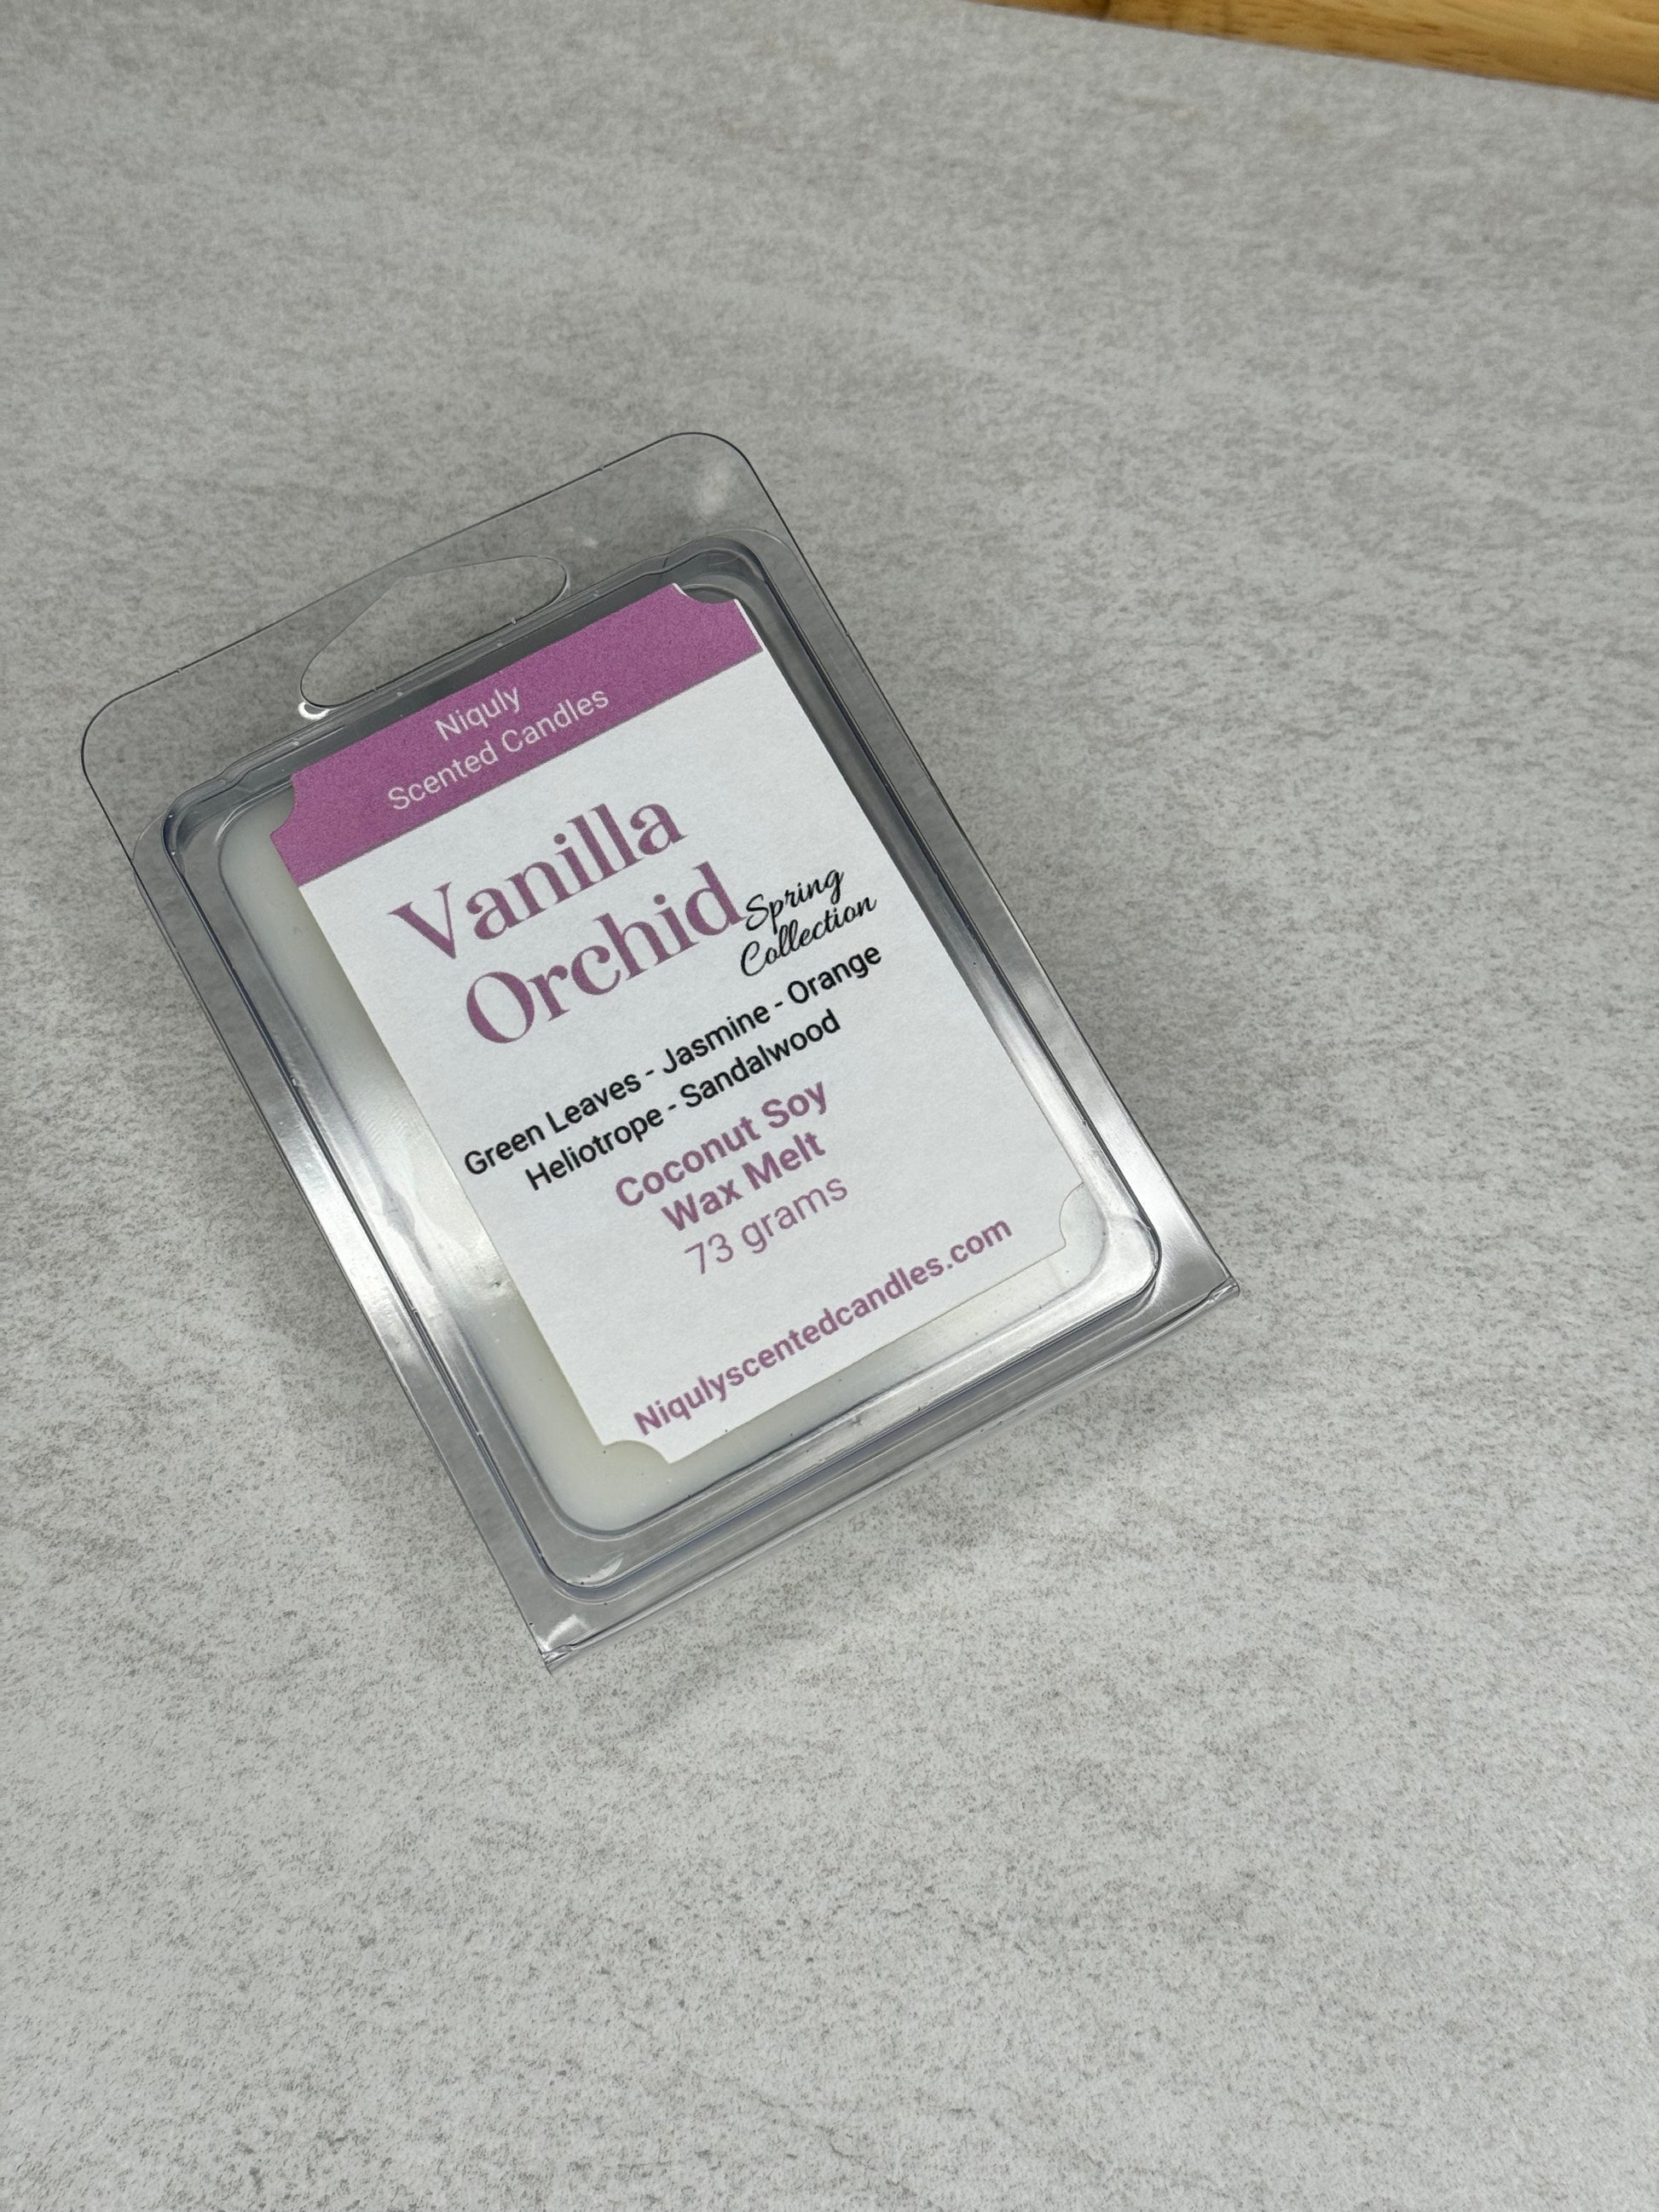 Niquly
Scented Candles
Vanilla
Orchid
Spring
Collection
Green Leaves - Jasmine - Orange
Heliotrope - Sandalwood
Coconut Soy
Wax Melt
73 grams
Niqulyscentedcandles.com